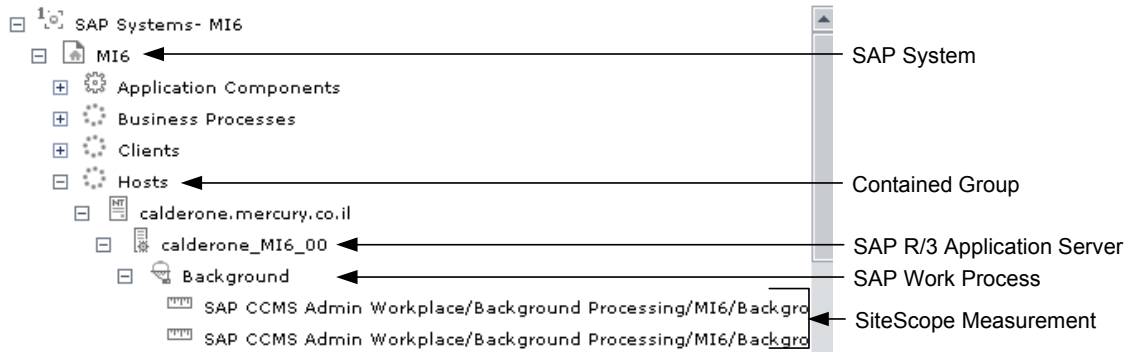 SAP Systems- MI6
MI6
SAP System
Application Components
Business Processes
Clients
Hosts
Contained Group
NT
calderone.mercury.co.il
calderone_MI6_00
SAP R/3 Application Server
Background
SAP Work Process
SAP CCMS Admin Workplace/Background Processing/MI6/Backgro
SAP CCMS Admin Workplace/Background Processing/MI6/Backgro
SiteScope Measurement